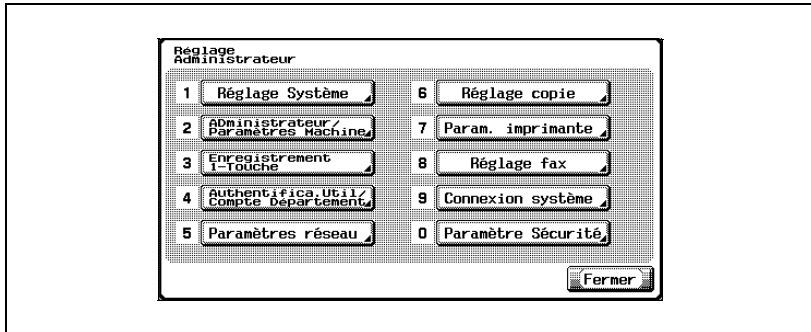 Réglage
Administrateur
1 Réglage Système
2 ADministrateur/
Paramètres Machine
3 Enregistrement
1-Touche
4 Authentifica.Util/
Compte Département
5 Paramètres réseau
6 Réglage copie
7 Param. imprimante
8 Réglage fax
9 Connexion système
0 Paramètre Sécurité
Fermer